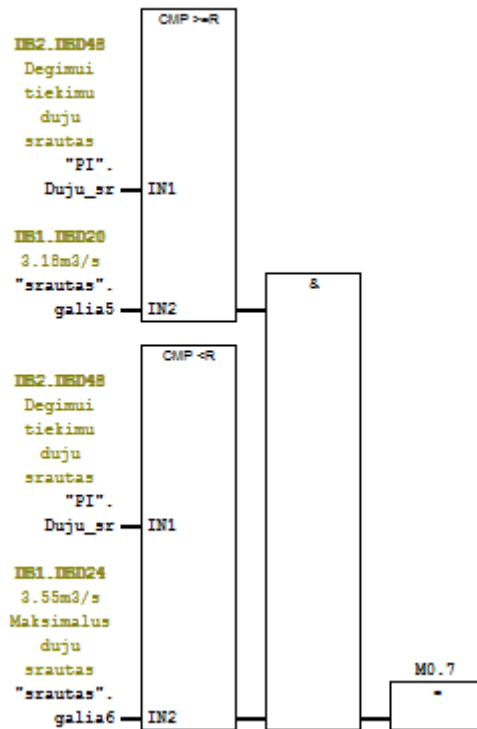 CMP >=R
DB2.DBD48
Degimui
tiekimu
duju
srautas
"PI".
Duju_sr
IN1
DB1.DBD20
3.18m3/s
"srautas".
galia5
IN2
&
CMP <R
DB2.DBD48
Degimui
tiekimu
duju
srautas
"PI".
Duju_sr
IN1
DB1.DBD24
3.55m3/s
Maksimalus
duju
srautas
"srautas".
galia6
IN2
M0.7
=